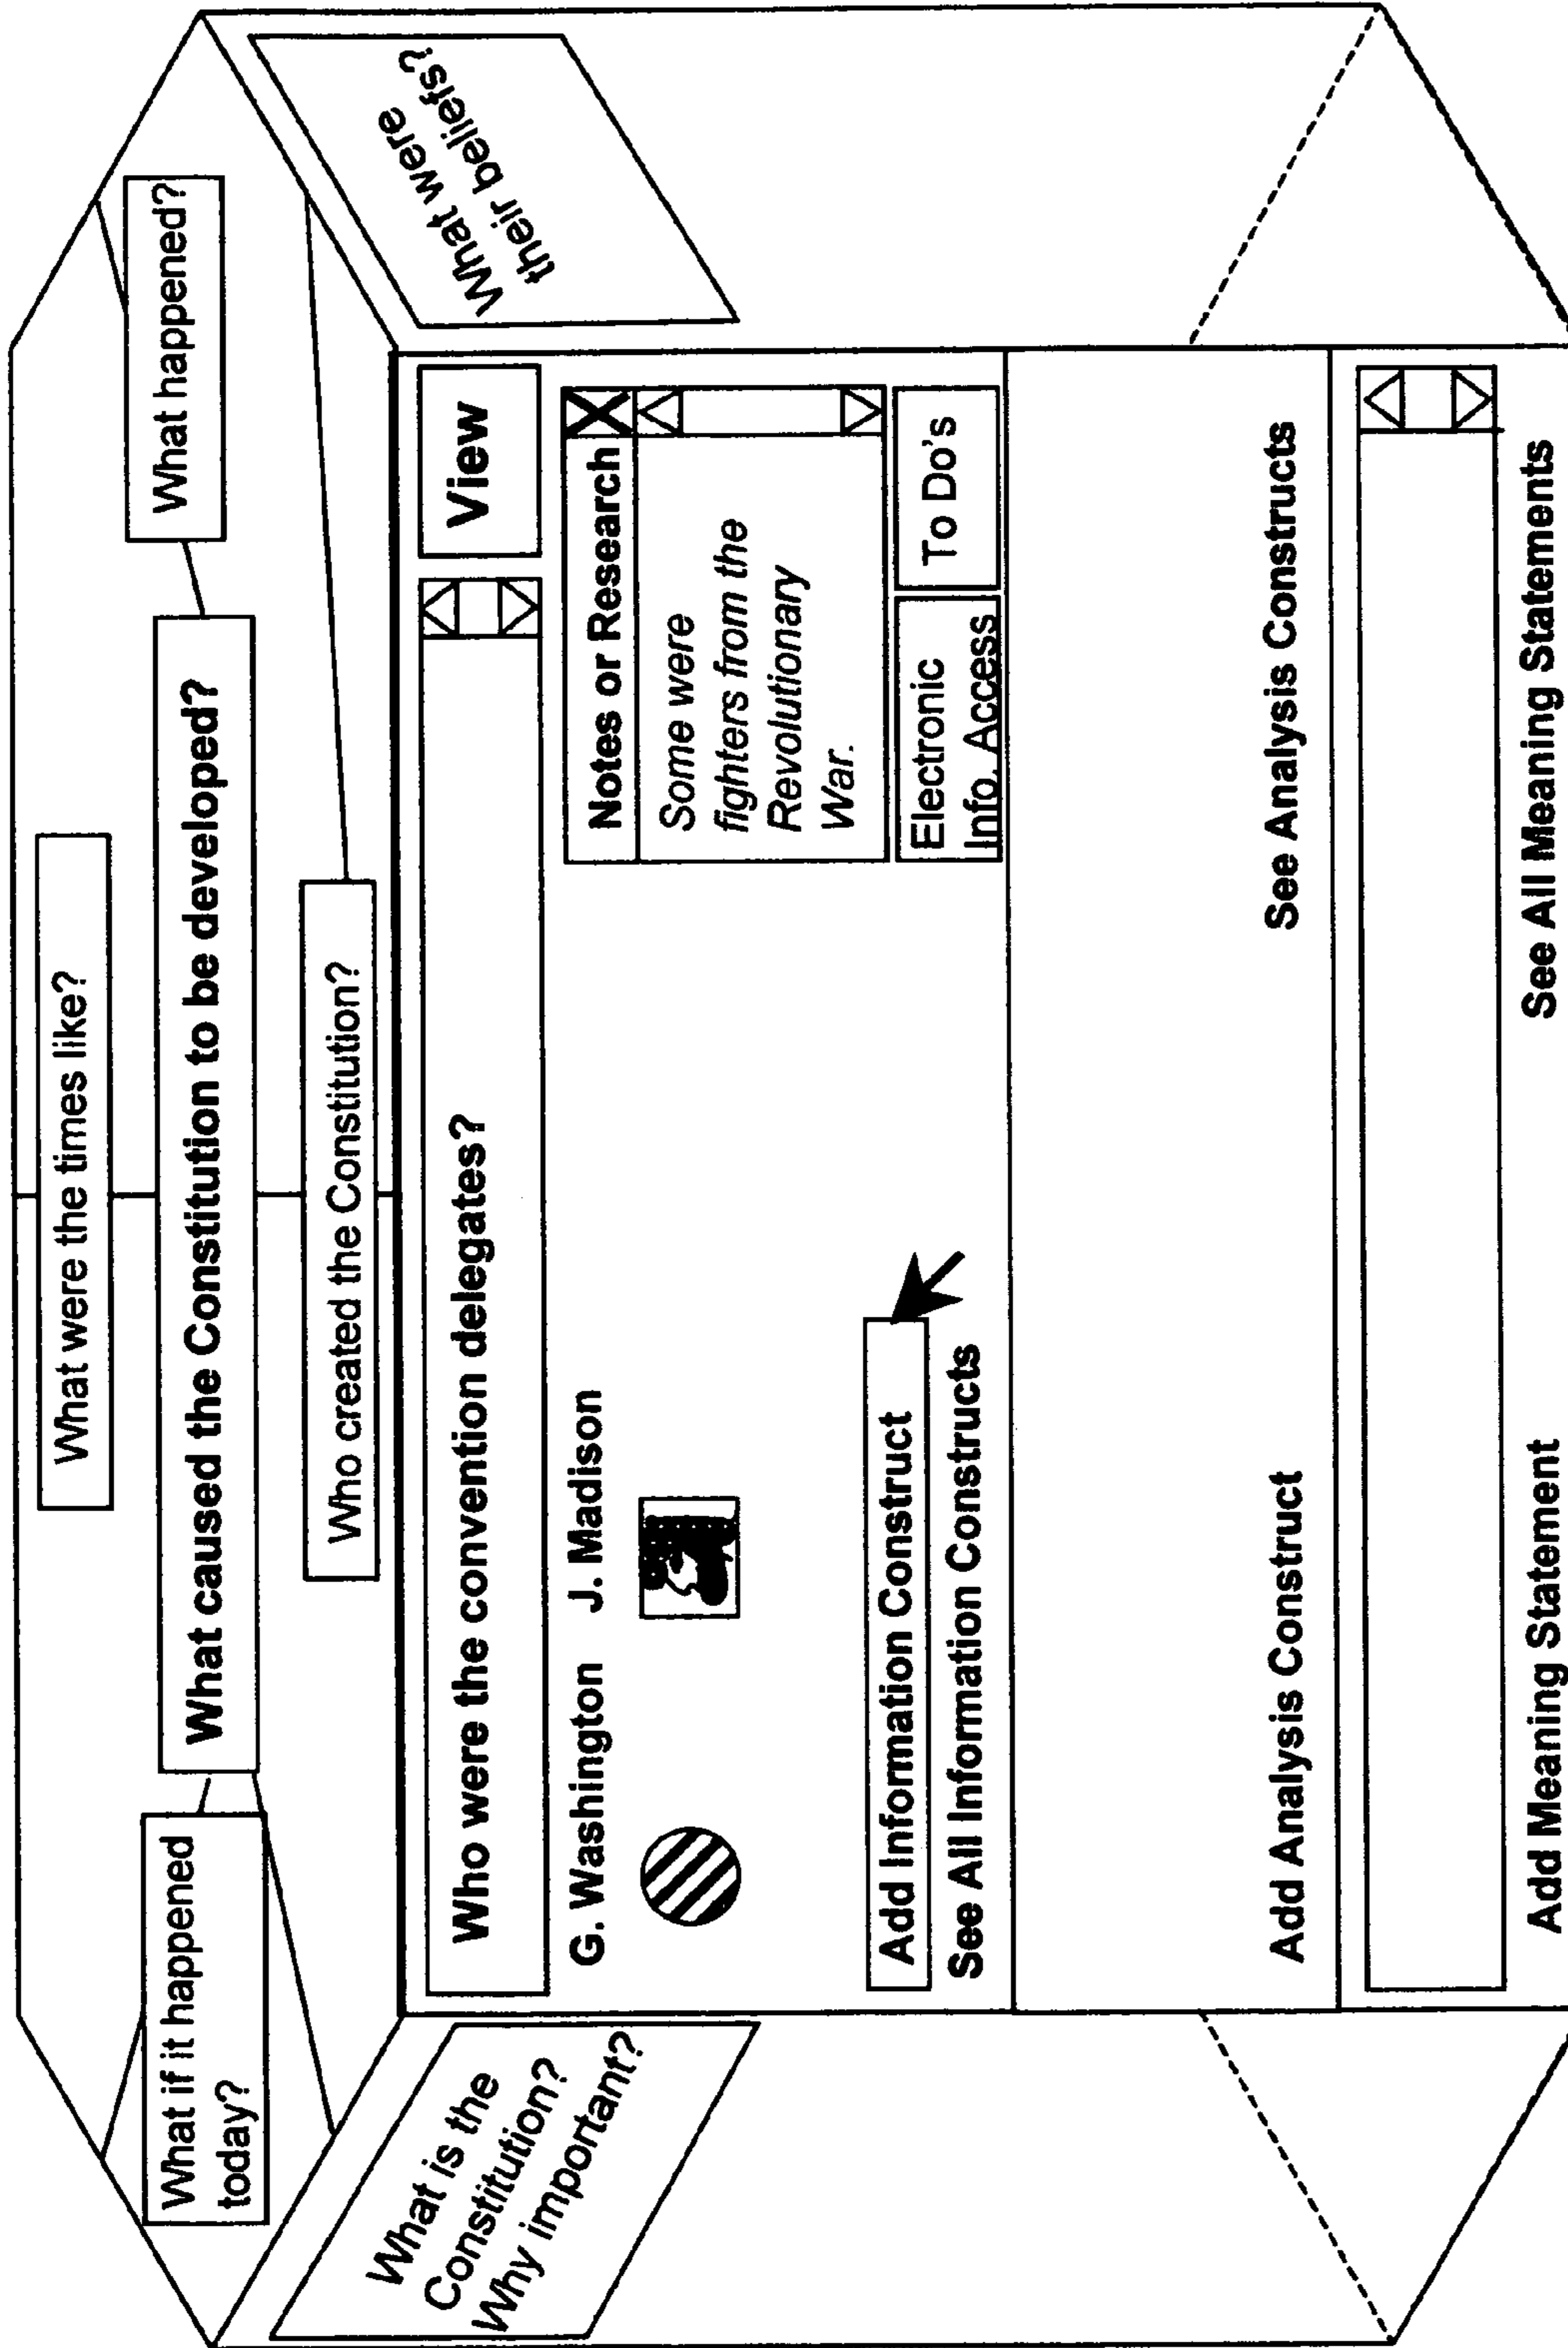 What were the times like?
What if it happened
today?
What caused the Constitution to be developed?
What happened?
Who created the Constitution?
What is the
Constitution?
Why important?
Who were the convention delegates?
View
What were
their beliefs?
G. Washington
J. Madison
Notes or Research
Some were
fighters from the
Revolutionary
War.
Add Information Construct
See All Information Constructs
Electronic
Info. Access
To Do's
Add Analysis Construct
See Analysis Constructs
Add Meaning Statement
See All Meaning Statements